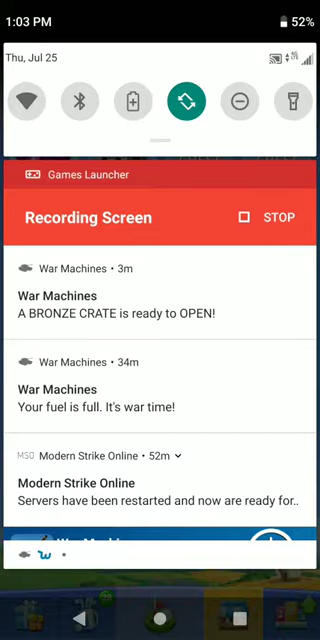 1:03 PM
52%
Thu, Jul 25
Games Launcher
Recording Screen
STOP
War Machines • 3m
War Machines
A BRONZE CRATE is ready to OPEN!
War Machines • 34m
War Machines
Your fuel is full. It's war time!
MSO Modern Strike Online • 52m
Modern Strike Online
Servers have been restarted and now are ready for..